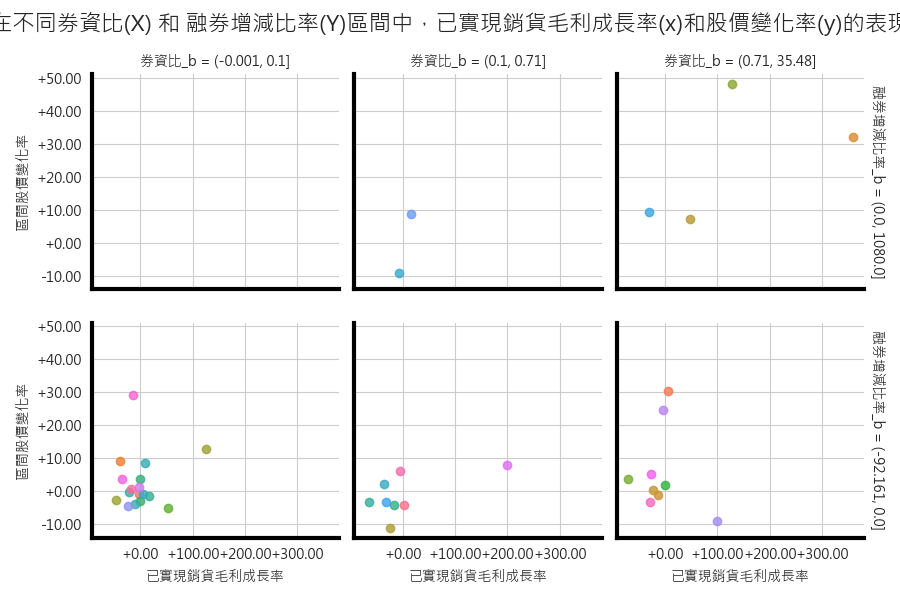 在不同券資比(X) 和 融券增減比率(Y)區間中，已實現銷貨毛利成長率(x)和股價變化率(y)的表現
券資比_b = (-0.001, 0.1]
券資比_b = (0.1, 0.71]
券資比_b = (0.71, 35.48]
+50.00
+40.00
+30.00
+20.00
+10.00
+0.00
-10.00
區間股價變化率
融券增減比率_b = (0.0, 1080.0]
+50.00
+40.00
+30.00
+20.00
+10.00
+0.00
-10.00
區間股價變化率
融券增減比率_b = (-92.161, 0.0]
+0.00 +100.00 +200.00 +300.00
+0.00 +100.00 +200.00 +300.00
+0.00 +100.00 +200.00 +300.00
已實現銷貨毛利成長率
已實現銷貨毛利成長率
已實現銷貨毛利成長率